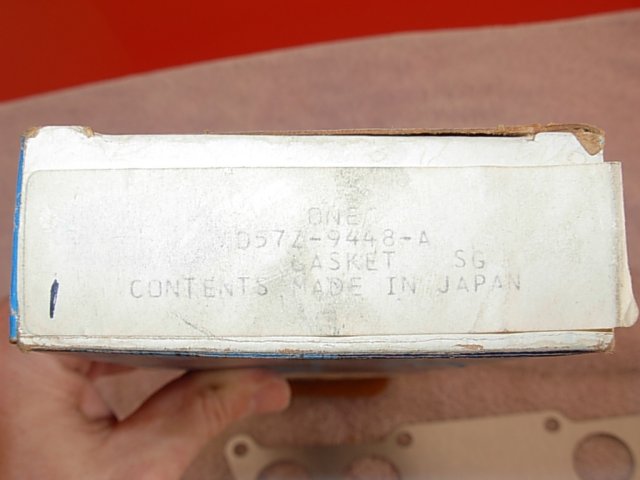 ONE
D57Z-9448-A
GASKET SG
CONTENTS MADE IN JAPAN